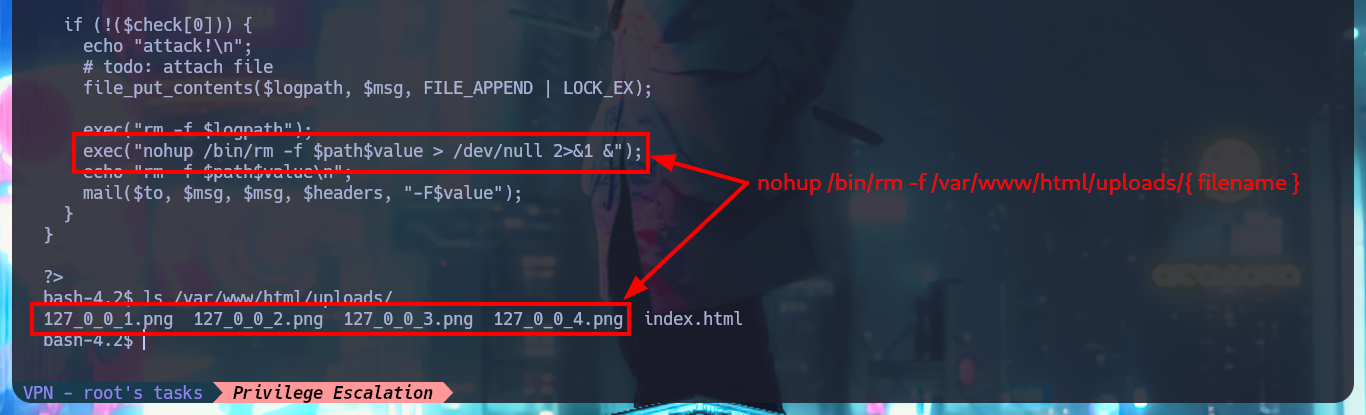 if (!($check[0])) {
echo "attack!\n";
# todo: attach file
file_put_contents($logpath, $msg, FILE_APPEND | LOCK_EX);
exec("rm -f $logpath");
exec("nohup /bin/rm -f $path$value > /dev/null 2>&1 &");
echo "rm -f $path$value\n";
mail($to, $msg, $msg, $headers, "-F$value");
}
}
?>
nohup /bin/rm -f /var/www/html/uploads/{ filename }
bash-4.2$ ls /var/www/html/uploads/
127_0_0_1.png 127_0_0_2.png 127_0_0_3.png 127_0_0_4.png index.html
bash-4.2$
VPN - root's tasks Privilege Escalation